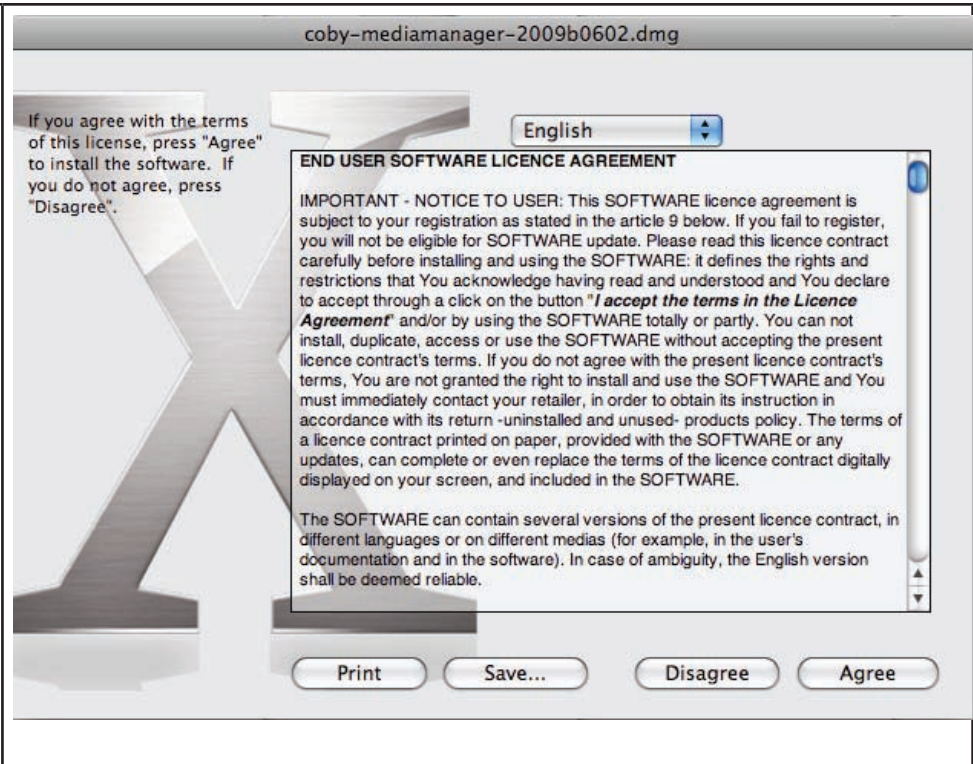 coby-mediamanager-2009b0602.dmg
If you agree with the terms
of this license, press "Agree"
to install the software. If
you do not agree, press
"Disagree".
English
END USER SOFTWARE LICENCE AGREEMENT
IMPORTANT - NOTICE TO USER: This SOFTWARE licence agreement is
subject to your registration as stated in the article 9 below. If you fail to register,
you will not be eligible for SOFTWARE update. Please read this licence contract
carefully before installing and using the SOFTWARE: it defines the rights and
restrictions that You acknowledge having read and understood and You declare
to accept through a click on the button "I accept the terms in the Licence
Agreement" and/or by using the SOFTWARE totally or partly. You can not
install, duplicate, access or use the SOFTWARE without accepting the present
licence contract's terms. If you do not agree with the present licence contract's
terms, You are not granted the right to install and use the SOFTWARE and You
must immediately contact your retailer, in order to obtain its instruction in
accordance with its return -uninstalled and unused- products policy. The terms of
a licence contract printed on paper, provided with the SOFTWARE or any
updates, can complete or even replace the terms of the licence contract digitally
displayed on your screen, and included in the SOFTWARE.
The SOFTWARE can contain several versions of the present licence contract, in
different languages or on different medias (for example, in the user's
documentation and in the software). In case of ambiguity, the English version
shall be deemed reliable.
Print
Save...
Disagree
Agree